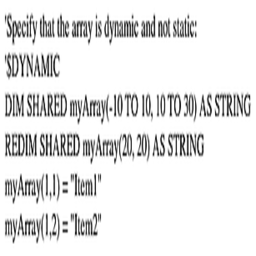 'Specify that the array is dynamic and not static:
'$DYNAMIC
DIM SHARED myArray(-10 TO 10, 10 TO 30) AS STRING
REDIM SHARED myArray(20, 20) AS STRING
myArray(1,1) = "Item1"
myArray(1,2) = "Item2"